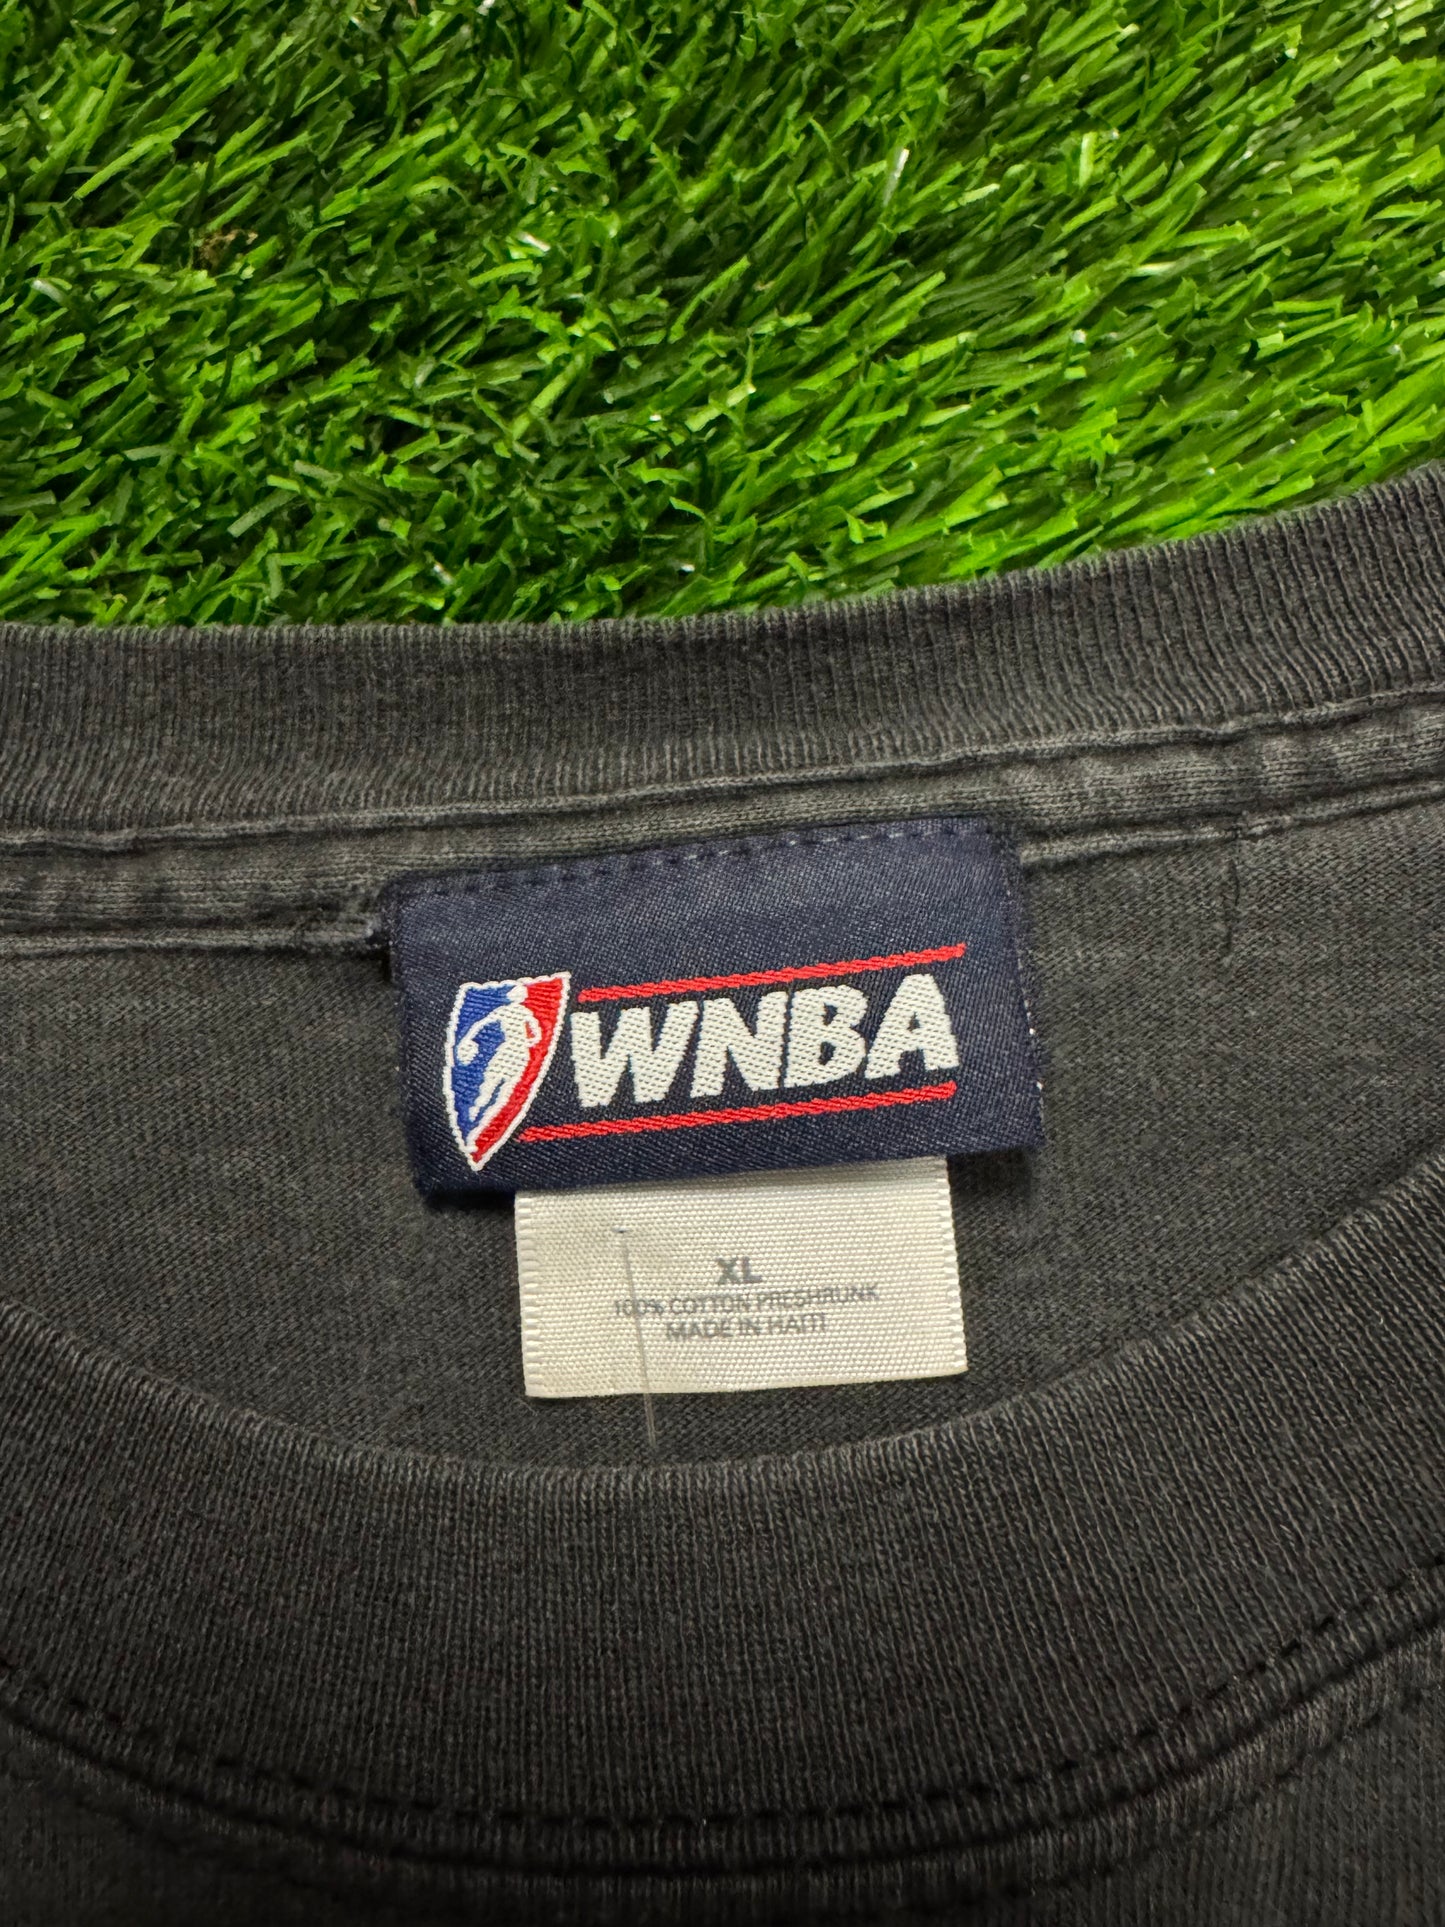 WNBA
XL
100% COTTON PRESHRUNK
MADE IN HAITI